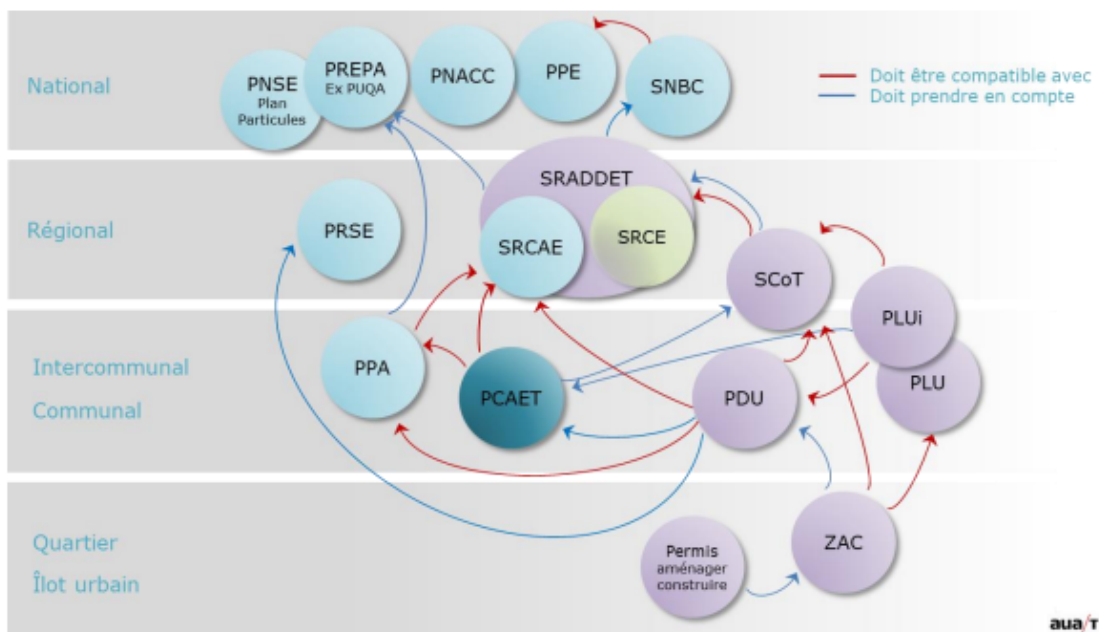 National
PNSE
Plan
Particules
PREPA
Ex PUQA
PNACC
PPE
SNBC
Doit être compatible avec
Doit prendre en compte
Régional
PRSE
SRADDET
SRCAE
SRCE
SCoT
PLUi
PLU
Intercommunal
Communal
PPA
PCAET
PDU
Quartier
Îlot urbain
Permis
aménager
construire
ZAC
aua/T